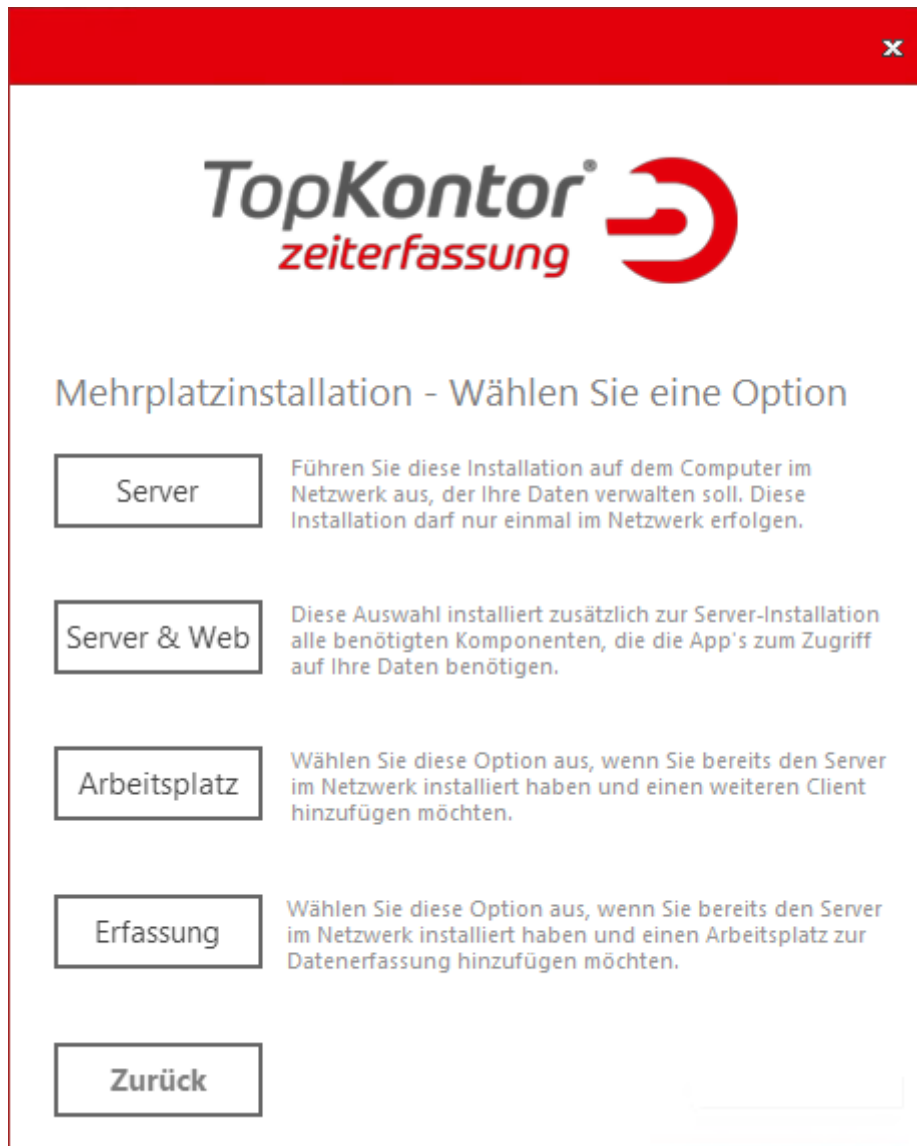 x
TopKontor®
zeiterfassung
Mehrplatzinstallation - Wählen Sie eine Option
Server
Führen Sie diese Installation auf dem Computer im
Netzwerk aus, der Ihre Daten verwalten soll. Diese
Installation darf nur einmal im Netzwerk erfolgen.
Server & Web
Diese Auswahl installiert zusätzlich zur Server-Installation
alle benötigten Komponenten, die die App's zum Zugriff
auf Ihre Daten benötigen.
Arbeitsplatz
Wählen Sie diese Option aus, wenn Sie bereits den Server
im Netzwerk installiert haben und einen weiteren Client
hinzufügen möchten.
Erfassung
Wählen Sie diese Option aus, wenn Sie bereits den Server
im Netzwerk installiert haben und einen Arbeitsplatz zur
Datenerfassung hinzufügen möchten.
Zurück